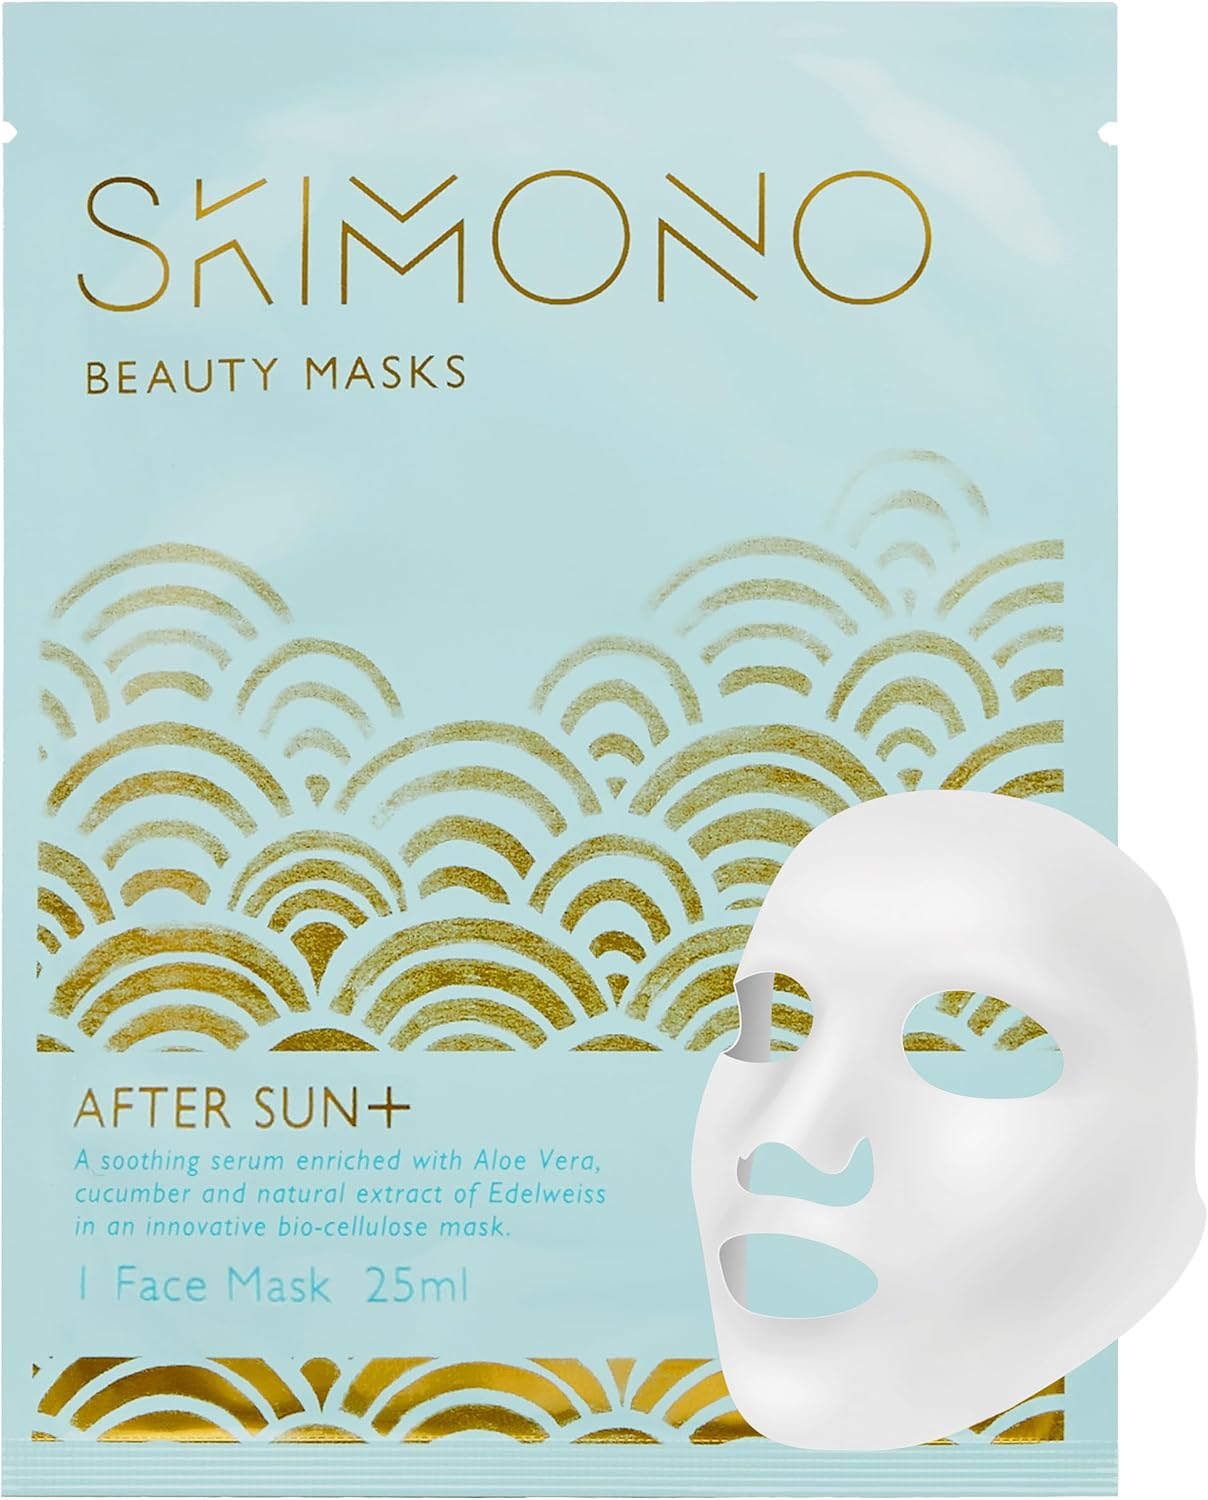 SKIMONO
BEAUTY MASKS
AFTER SUN+
A soothing serum enriched with Aloe Vera,
cucumber and natural extract of Edelweiss
in an innovative bio-cellulose mask.
1 Face Mask 25ml